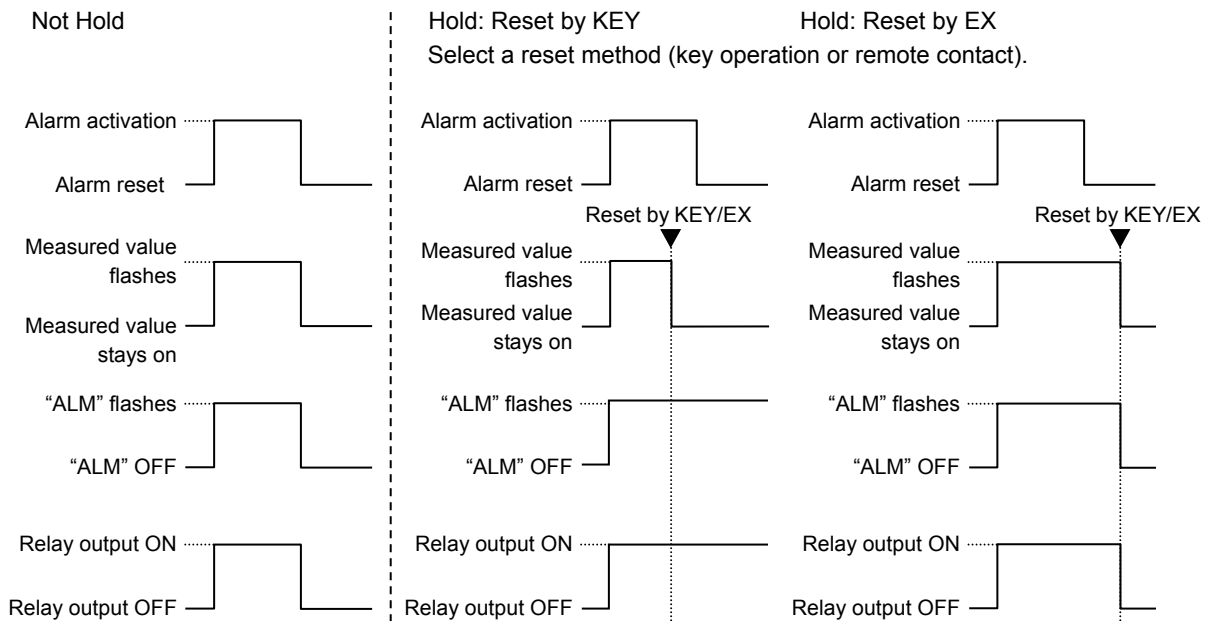 Not Hold
Hold: Reset by KEY
Hold: Reset by EX
Select a reset method (key operation or remote contact).
Alarm activation
Alarm reset
Measured value
flashes
Measured value
stays on
“ALM” flashes
“ALM” OFF
Relay output ON
Relay output OFF
Alarm activation
Alarm reset
Reset by KEY/EX
Measured value
flashes
Measured value
stays on
“ALM” flashes
“ALM” OFF
Relay output ON
Relay output OFF
Alarm activation
Alarm reset
Reset by KEY/EX
Measured value
flashes
Measured value
stays on
“ALM” flashes
“ALM” OFF
Relay output ON
Relay output OFF